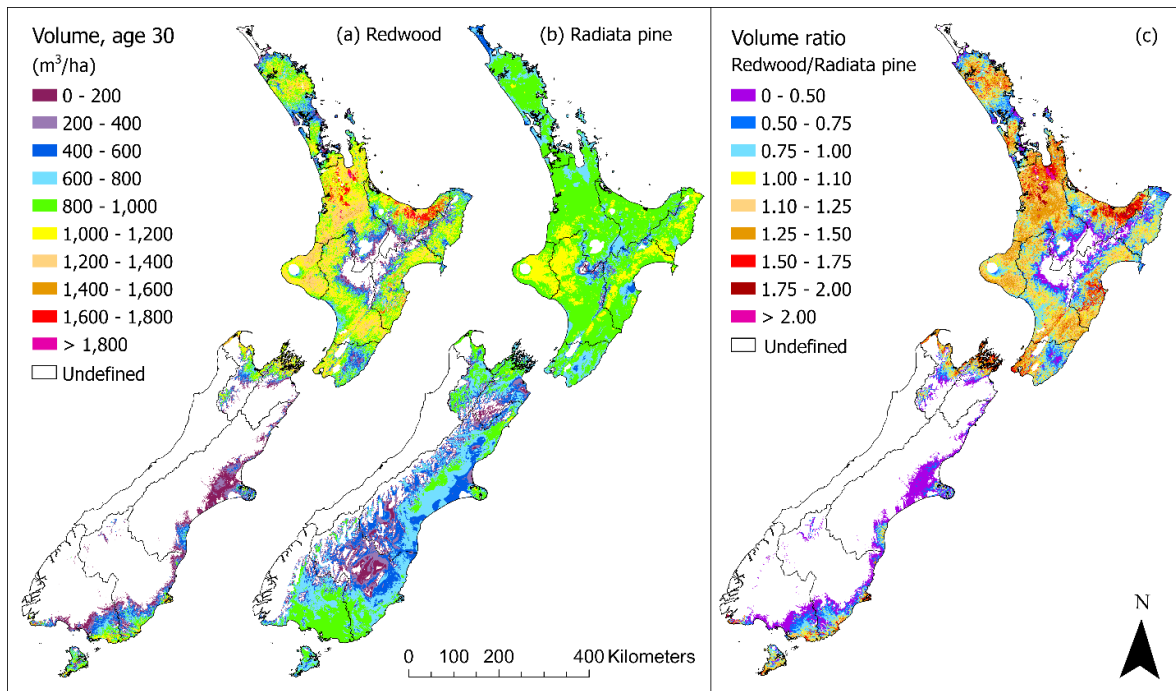 Volume, age 30
(m³/ha)
0 - 200
200 - 400
400 - 600
600 - 800
800 - 1,000
1,000 - 1,200
1,200 - 1,400
1,400 - 1,600
1,600 - 1,800
> 1,800
Undefined
(a) Redwood
(b) Radiata pine
0 100 200 400 Kilometers
Volume ratio
Redwood/Radiata pine
0 - 0.50
0.50 - 0.75
0.75 - 1.00
1.00 - 1.10
1.10 - 1.25
1.25 - 1.50
1.50 - 1.75
1.75 - 2.00
> 2.00
Undefined
(c)
N